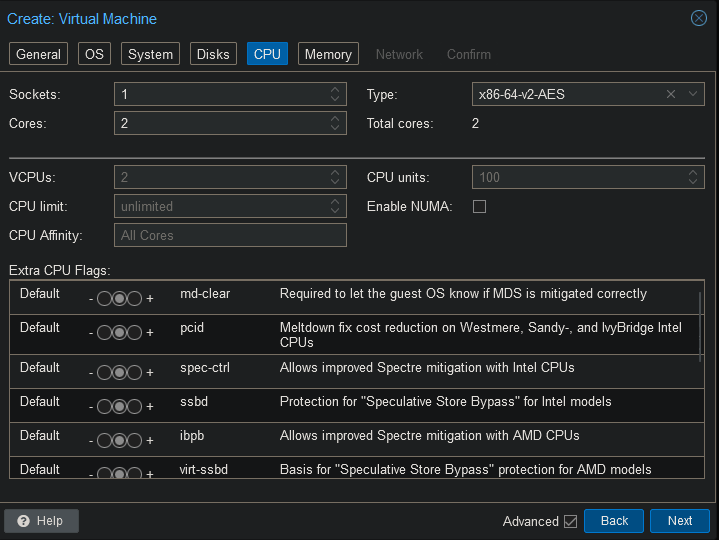 Create: Virtual Machine
General OS System Disks CPU Memory Network Confirm
Sockets: 1 Type: x86-64-v2-AES
Cores: 2 Total cores: 2
VCPUs: 2 CPU units: 100
CPU limit: unlimited Enable NUMA:
CPU Affinity: All Cores
Extra CPU Flags:
Default - + md-clear Required to let the guest OS know if MDS is mitigated correctly
Default - + pcid Meltdown fix cost reduction on Westmere, Sandy-, and IvyBridge Intel
CPUs
Default - + spec-ctrl Allows improved Spectre mitigation with Intel CPUs
Default - + ssbd Protection for "Speculative Store Bypass" for Intel models
Default - + ibpb Allows improved Spectre mitigation with AMD CPUs
Default - + virt-ssbd Basis for "Speculative Store Bypass" protection for AMD models
? Help Advanced Back Next